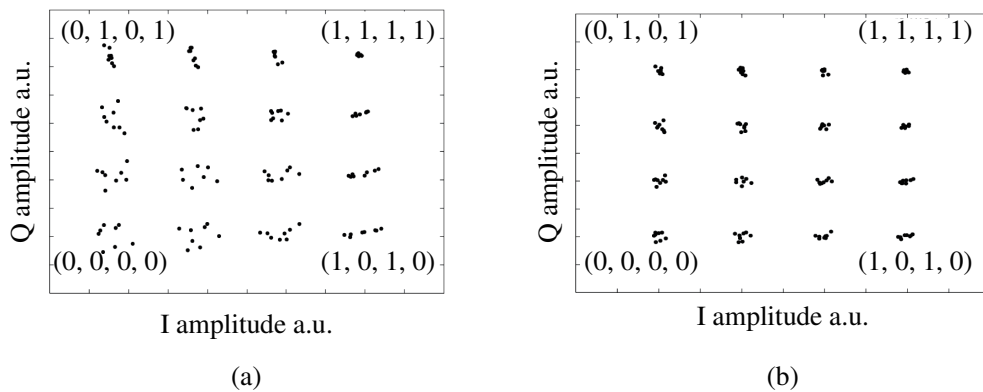 (0, 1, 0, 1) (1, 1, 1, 1)
Q amplitude a.u.
(0, 0, 0, 0) (1, 0, 1, 0)
I amplitude a.u.
(a)
(0, 1, 0, 1) (1, 1, 1, 1)
Q amplitude a.u.
(0, 0, 0, 0) (1, 0, 1, 0)
I amplitude a.u.
(b)